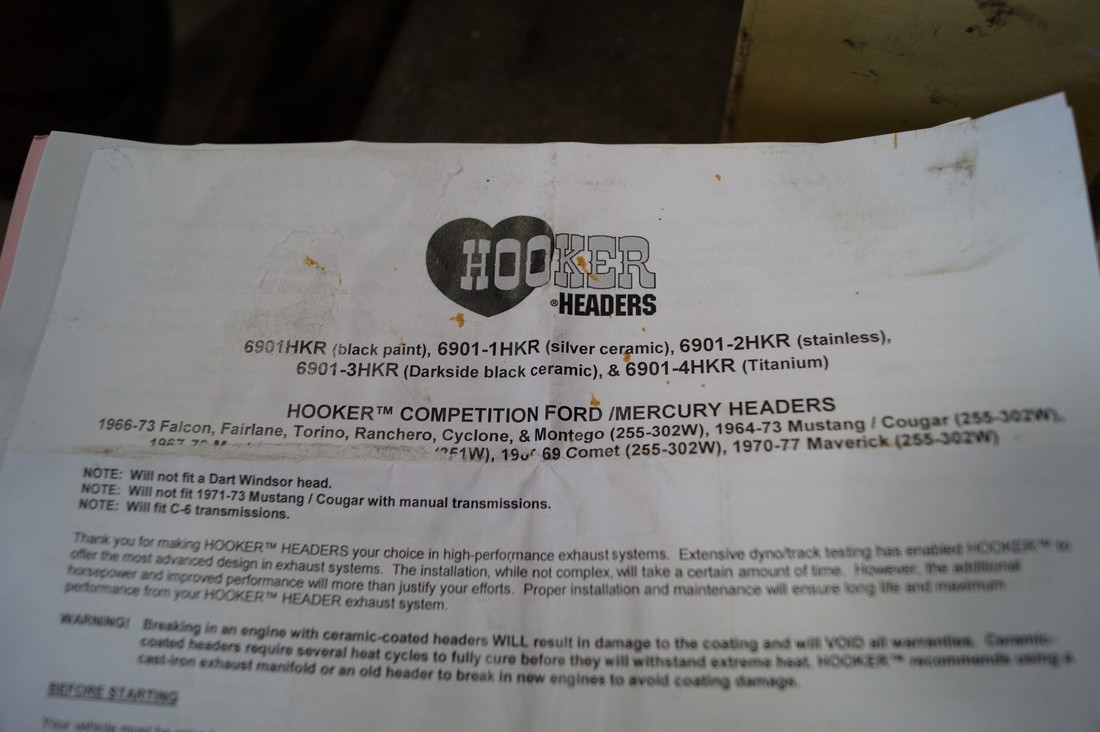 HOOKER
®HEADERS
6901HKR (black paint), 6901-1HKR (silver ceramic), 6901-2HKR (stainless),
6901-3HKR (Darkside black ceramic), & 6901-4HKR (Titanium)
HOOKER™ COMPETITION FORD /MERCURY HEADERS
1966-73 Falcon, Fairlane, Torino, Ranchero, Cyclone, & Montego (255-302W), 1964-73 Mustang / Cougar (255-302W),
69 Comet (255-302W), 1970-77 Maverick (255-302W)
NOTE: Will not fit a Dart Windsor head.
NOTE: Will not fit 1971-73 Mustang / Cougar with manual transmissions.
NOTE: Will fit C-6 transmissions.
Thank you for making HOOKER™ HEADERS your choice in high-performance exhaust systems. Extensive dyno/track testing has enabled HOOKER™ to
offer the most advanced design in exhaust systems. The installation, while not complex, will take a certain amount of time. However, the additional
horsepower and improved performance will more than justify your efforts. Proper installation and maintenance will ensure long life and maximum
performance from your HOOKER™ HEADER exhaust system.
WARNING! Breaking in an engine with ceramic-coated headers WILL result in damage to the coating and will VOID all warranties. Ceramic-
coated headers require several heat cycles to fully cure before they will withstand extreme heat. HOOKER™ recommends using a
cast-iron exhaust manifold or an old header to break in new engines to avoid coating damage.
BEFORE STARTING